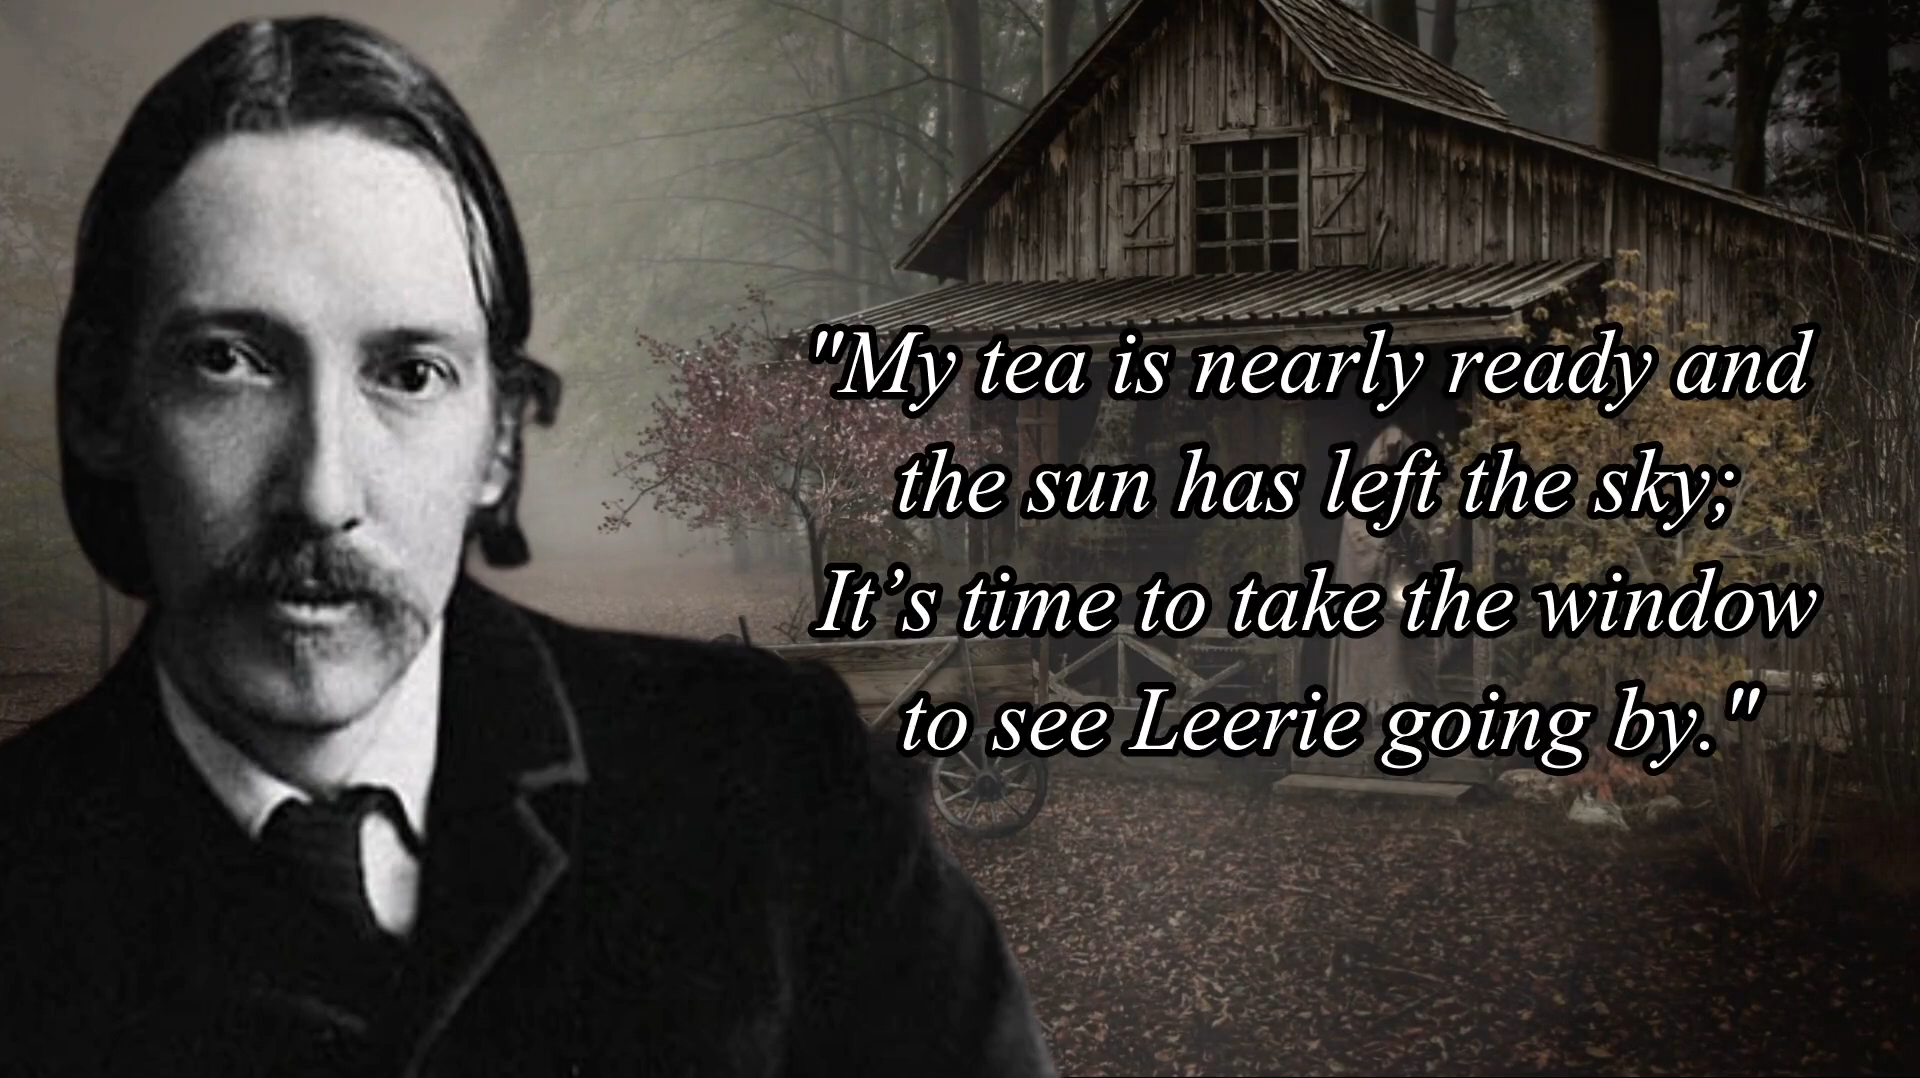 "My tea is nearly ready and
the sun has left the sky;
It’s time to take the window
to see Leerie going by."